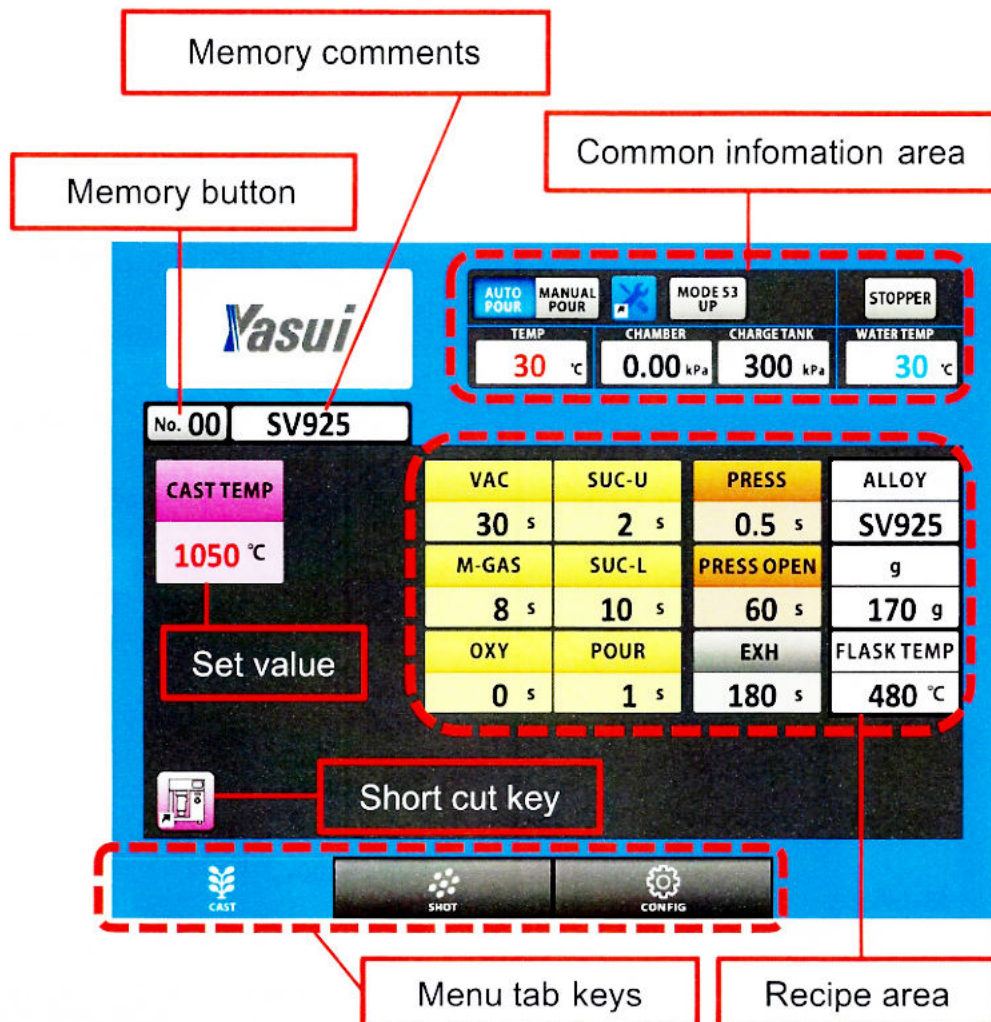 Memory comments
Common infomation area
Memory button
Yasui
AUTO POUR
MANUAL POUR
MODE 53 UP
STOPPER
TEMP
CHAMBER
CHARGE TANK
WATER TEMP
30 ℃
0.00 kPa
300 kPa
30 ℃
No. 00
SV925
CAST TEMP
1050 ℃
VAC
SUC-U
PRESS
ALLOY
30 s
2 s
0.5 s
SV925
M-GAS
SUC-L
PRESS OPEN
g
8 s
10 s
60 s
170 g
OXY
POUR
EXH
FLASK TEMP
0 s
1 s
180 s
480 ℃
Set value
Short cut key
CAST
SHOT
CONFIG
Menu tab keys
Recipe area